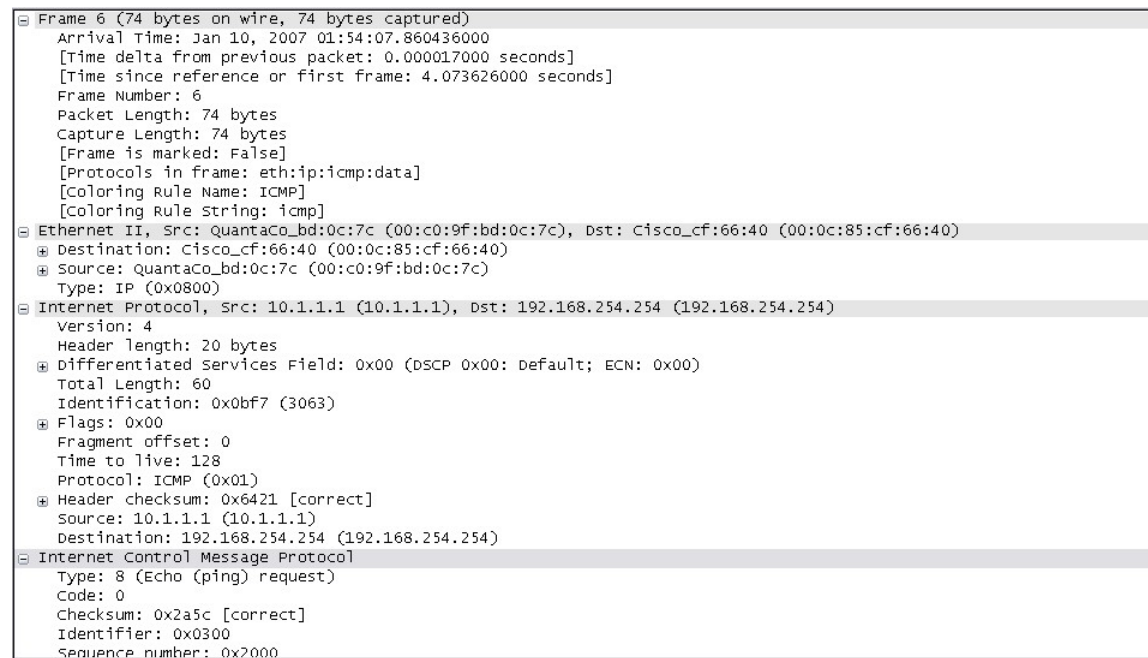 Frame 6 (74 bytes on wire, 74 bytes captured)
Arrival Time: Jan 10, 2007 01:54:07.860436000
[Time delta from previous packet: 0.000017000 seconds]
[Time since reference or first frame: 4.073626000 seconds]
Frame Number: 6
Packet Length: 74 bytes
Capture Length: 74 bytes
[Frame is marked: False]
[Protocols in frame: eth:ip:icmp:data]
[Coloring Rule Name: ICMP]
[Coloring Rule String: icmp]
Ethernet II, Src: QuantaCo_bd:0c:7c (00:c0:9f:bd:0c:7c), Dst: Cisco_cf:66:40 (00:0c:85:cf:66:40)
Destination: Cisco_cf:66:40 (00:0c:85:cf:66:40)
Source: QuantaCo_bd:0c:7c (00:c0:9f:bd:0c:7c)
Type: IP (0x0800)
Internet Protocol, Src: 10.1.1.1 (10.1.1.1), Dst: 192.168.254.254 (192.168.254.254)
Version: 4
Header length: 20 bytes
Differentiated Services Field: 0x00 (DSCP 0x00: Default; ECN: 0x00)
Total Length: 60
Identification: 0x0bf7 (3063)
Flags: 0x00
Fragment offset: 0
Time to live: 128
Protocol: ICMP (0x01)
Header checksum: 0x6421 [correct]
Source: 10.1.1.1 (10.1.1.1)
Destination: 192.168.254.254 (192.168.254.254)
Internet Control Message Protocol
Type: 8 (Echo (ping) request)
Code: 0
Checksum: 0x2a5c [correct]
Identifier: 0x0300
Sequence number: 0x2000